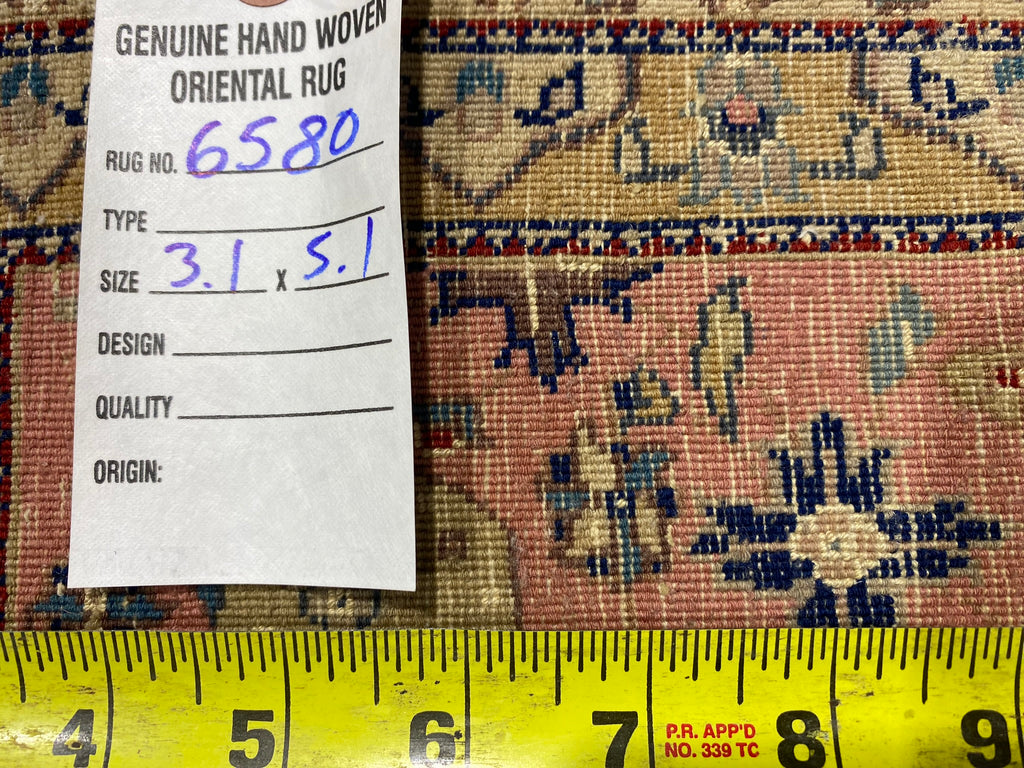 GENUINE HAND WOVEN
ORIENTAL RUG
RUG NO. 6580
TYPE
SIZE 3.1 X 5.1
DESIGN
QUALITY
ORIGIN:
4 5 6 7 P.R. APP'D 8 9
NO. 339 TC